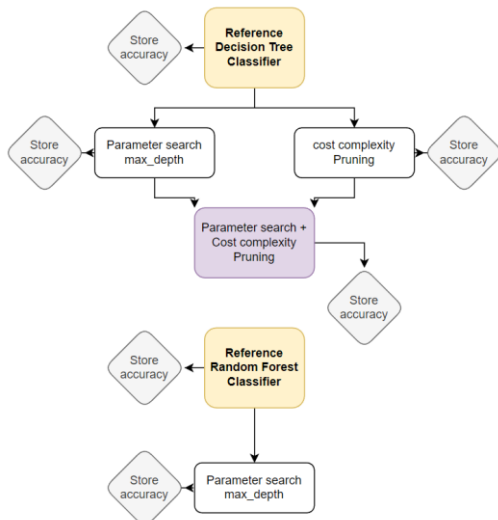 Reference
Decision Tree
Classifier
Store
accuracy
Store
accuracy
Parameter search
max_depth
cost complexity
Pruning
Store
accuracy
Parameter search +
Cost complexity
Pruning
Store
accuracy
Reference
Random Forest
Classifier
Store
accuracy
Parameter search
max_depth
Store
accuracy